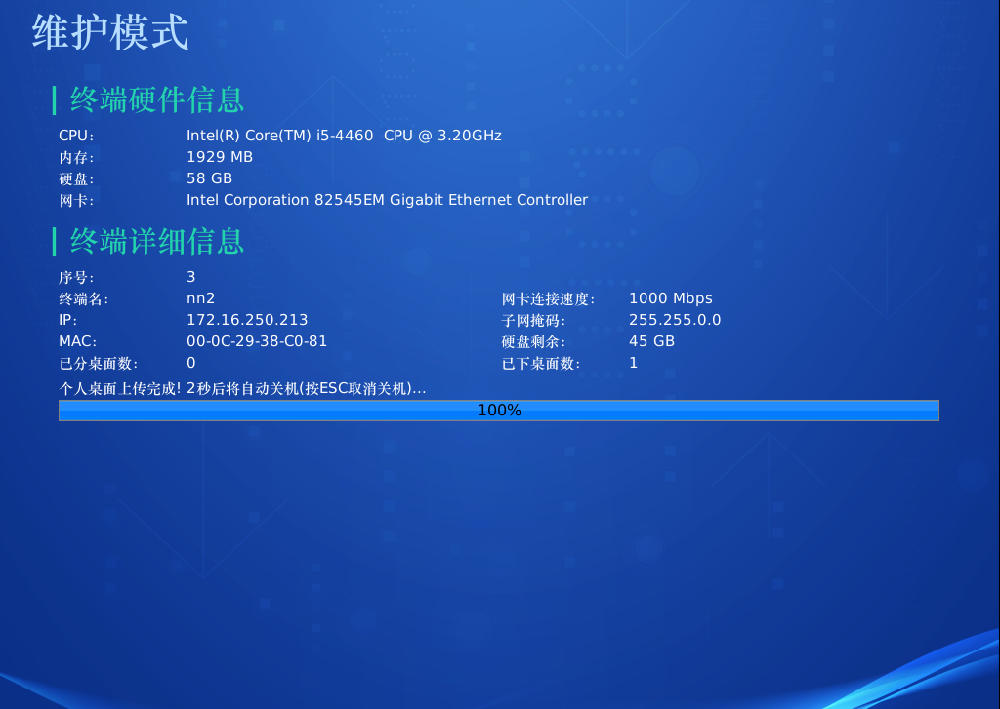 维护模式
终端硬件信息
CPU: Intel(R) Core(TM) i5-4460  CPU @ 3.20GHz
内存: 1929 MB
硬盘: 58 GB
网卡: Intel Corporation 82545EM Gigabit Ethernet Controller
终端详细信息
序号: 3
终端名: nn2 网卡连接速度: 1000 Mbps
IP: 172.16.250.213 子网掩码: 255.255.0.0
MAC: 00-0C-29-38-C0-81 硬盘剩余: 45 GB
已分桌面数: 0 已下桌面数: 1
个人桌面上传完成! 2秒后将自动关机(按ESC取消关机)...
100%